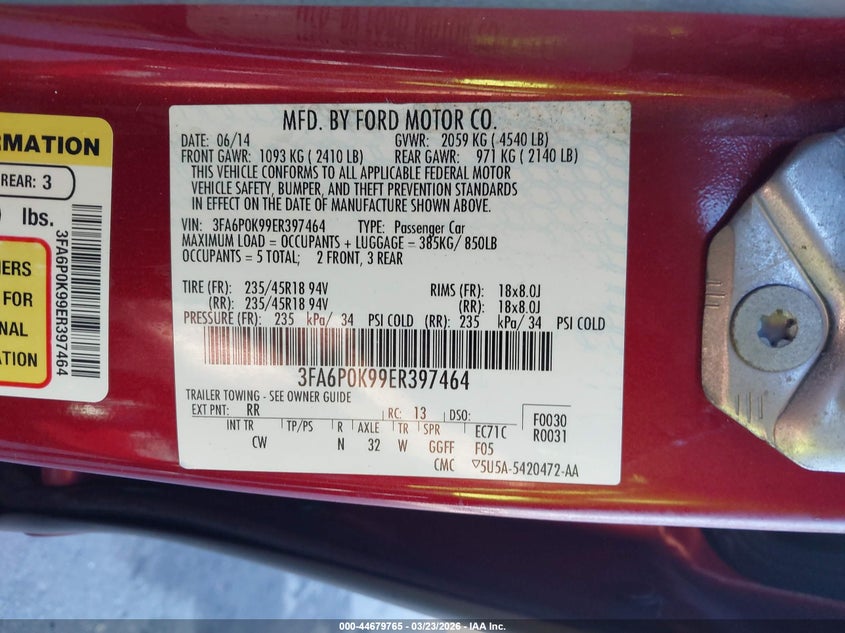 MFD. BY FORD MOTOR CO.
DATE: 06/14 GVWR: 2059 KG ( 4540 LB)
FRONT GAWR: 1093 KG ( 2410 LB) REAR GAWR: 971 KG ( 2140 LB)
THIS VEHICLE CONFORMS TO ALL APPLICABLE FEDERAL MOTOR
VEHICLE SAFETY, BUMPER, AND THEFT PREVENTION STANDARDS
IN EFFECT ON THE DATE OF MANUFACTURE SHOWN ABOVE.
VIN: 3FA6P0K99ER397464 TYPE: Passenger Car
MAXIMUM LOAD = OCCUPANTS + LUGGAGE = 385KG/ 850LB
OCCUPANTS = 5 TOTAL; 2 FRONT, 3 REAR
TIRE (FR): 235/45R18 94V RIMS (FR): 18x8.0J
(RR): 235/45R18 94V (RR): 18x8.0J
PRESSURE (FR): 235 kPa/ 34 PSI COLD (RR): 235 kPa/ 34 PSI COLD
3FA6P0K99ER397464
TRAILER TOWING - SEE OWNER GUIDE
EXT PNT: RR RC: 13 DSO: F0030
R0031
INT TR TP/PS R AXLE TR SPR EC71C
CW N 32 W GGFF F05
CMC ▽5U5A-5420472-AA
REAR: 3
lbs.
FOR
3FA6P0K99ER397464
000-44679765 - 03/23/2026 - IAA